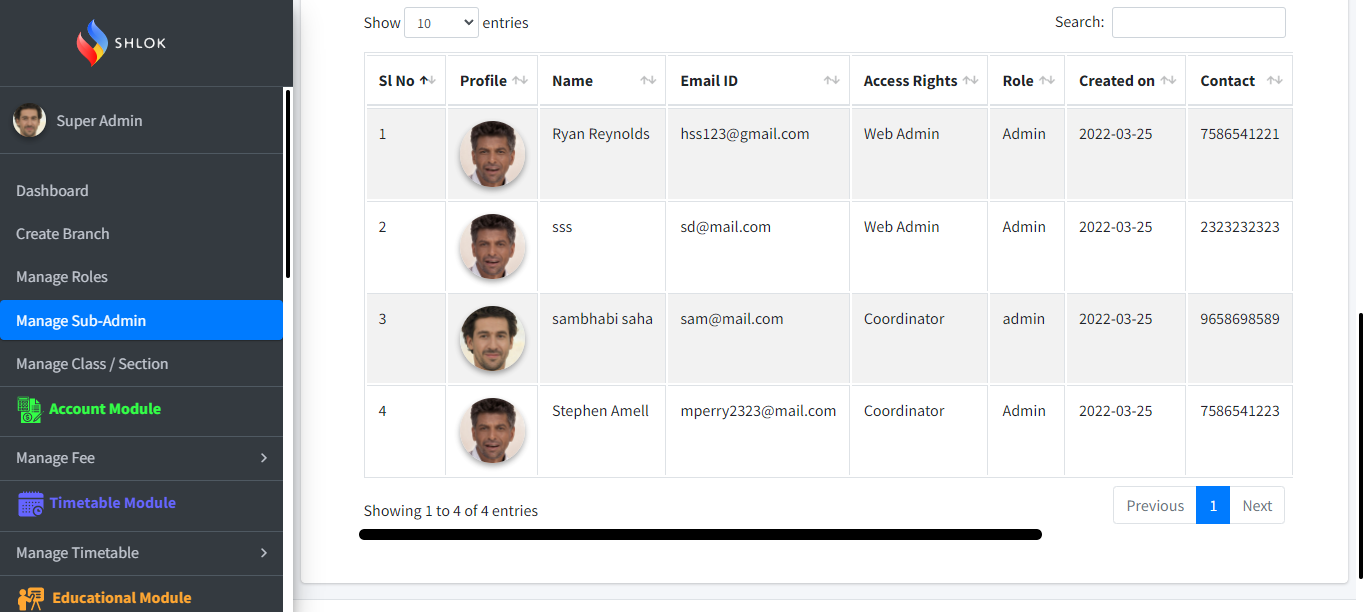 SHLOK
Super Admin
Dashboard
Create Branch
Manage Roles
Manage Sub-Admin
Manage Class / Section
Account Module
Manage Fee
Timetable Module
Manage Timetable
Educational Module
Show 10 entries
Search:
Sl No Profile Name Email ID Access Rights Role Created on Contact
1 Ryan Reynolds hss123@gmail.com Web Admin Admin 2022-03-25 7586541221
2 sss sd@mail.com Web Admin Admin 2022-03-25 2323232323
3 sambhabi saha sam@mail.com Coordinator admin 2022-03-25 9658698589
4 Stephen Amell mperry2323@mail.com Coordinator Admin 2022-03-25 7586541223
Showing 1 to 4 of 4 entries
Previous 1 Next